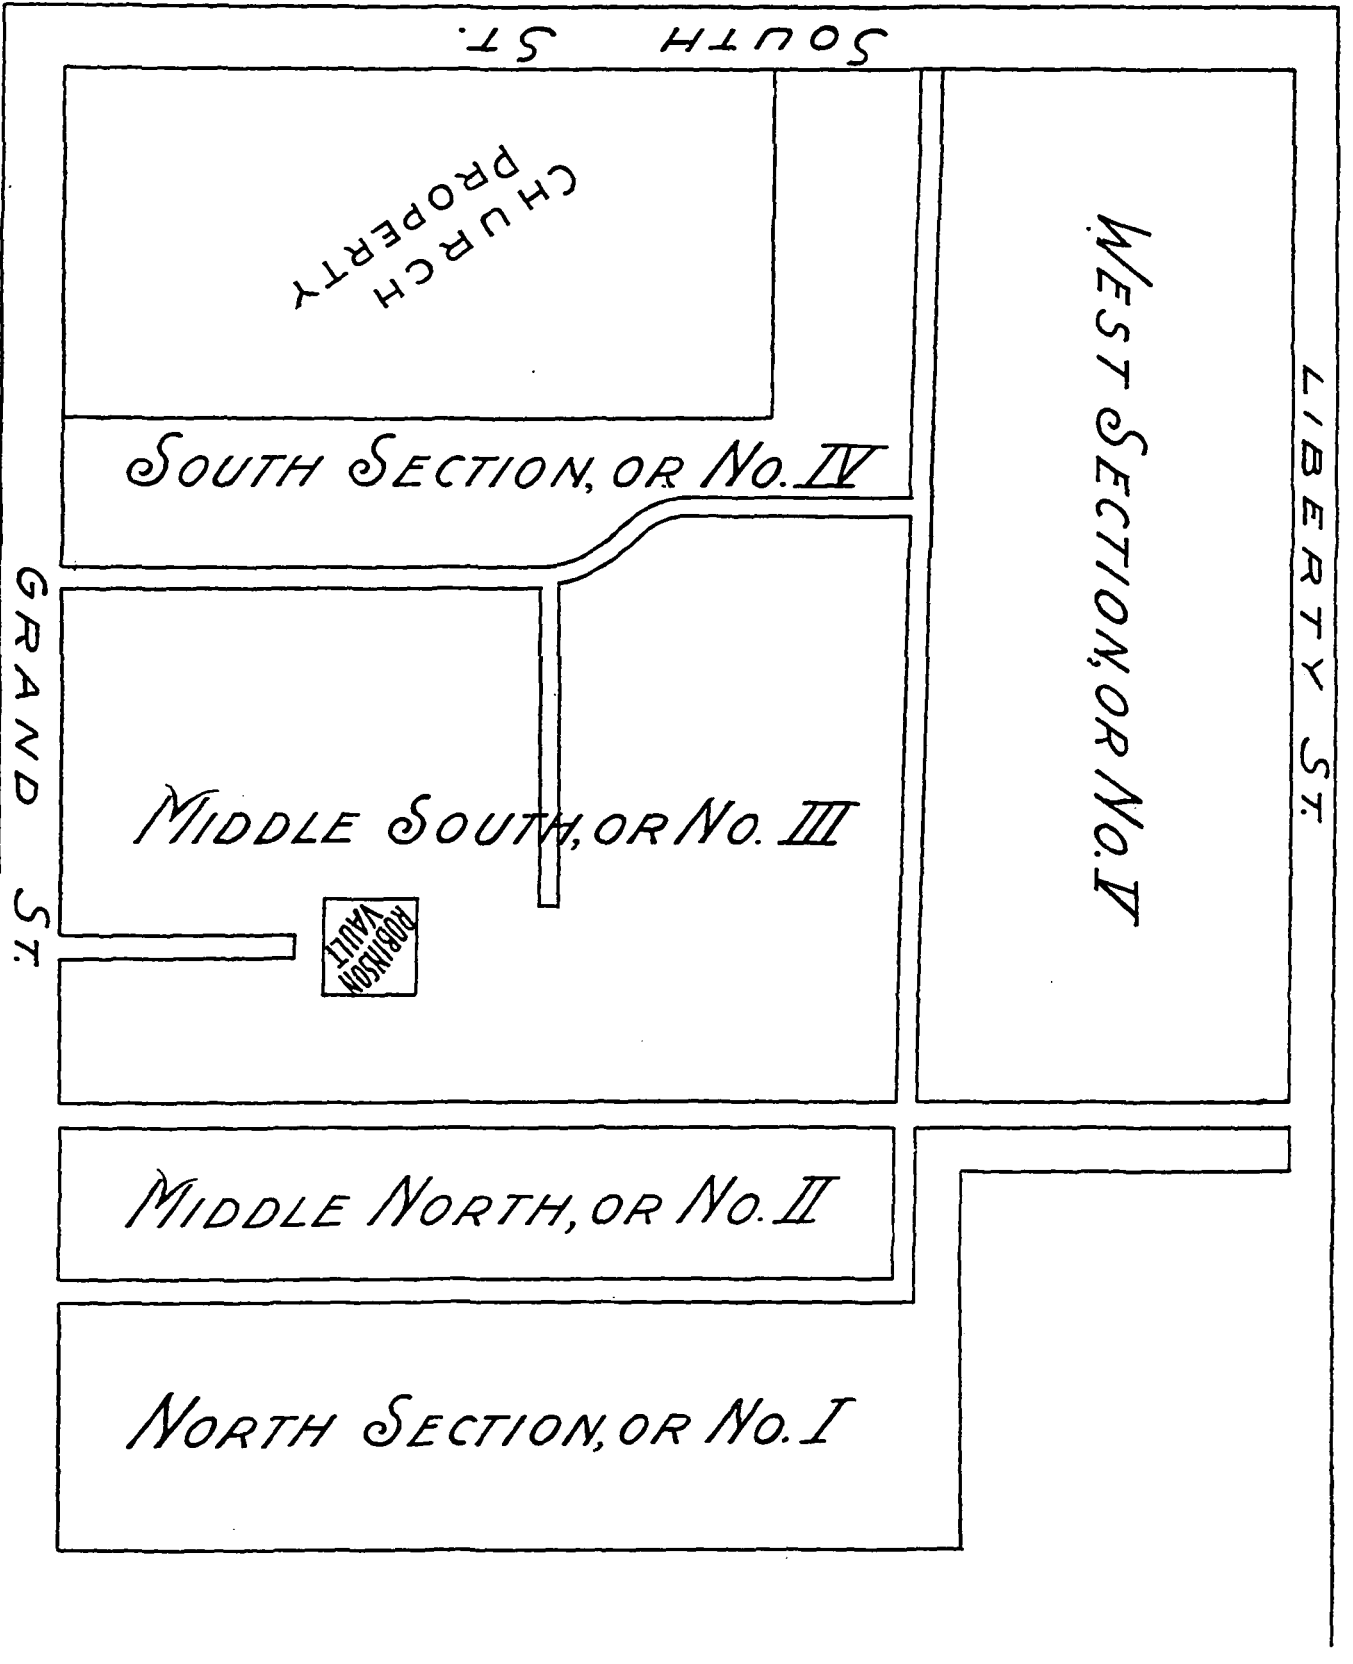 SOUTH ST.
CHURCH
PROPERTY
WEST SECTION, OR NO. V
LIBERTY ST.
SOUTH SECTION, OR NO. IV
GRAND ST.
MIDDLE SOUTH, OR NO. III
ROBINSON
VAULT
MIDDLE NORTH, OR NO. II
NORTH SECTION, OR NO. I